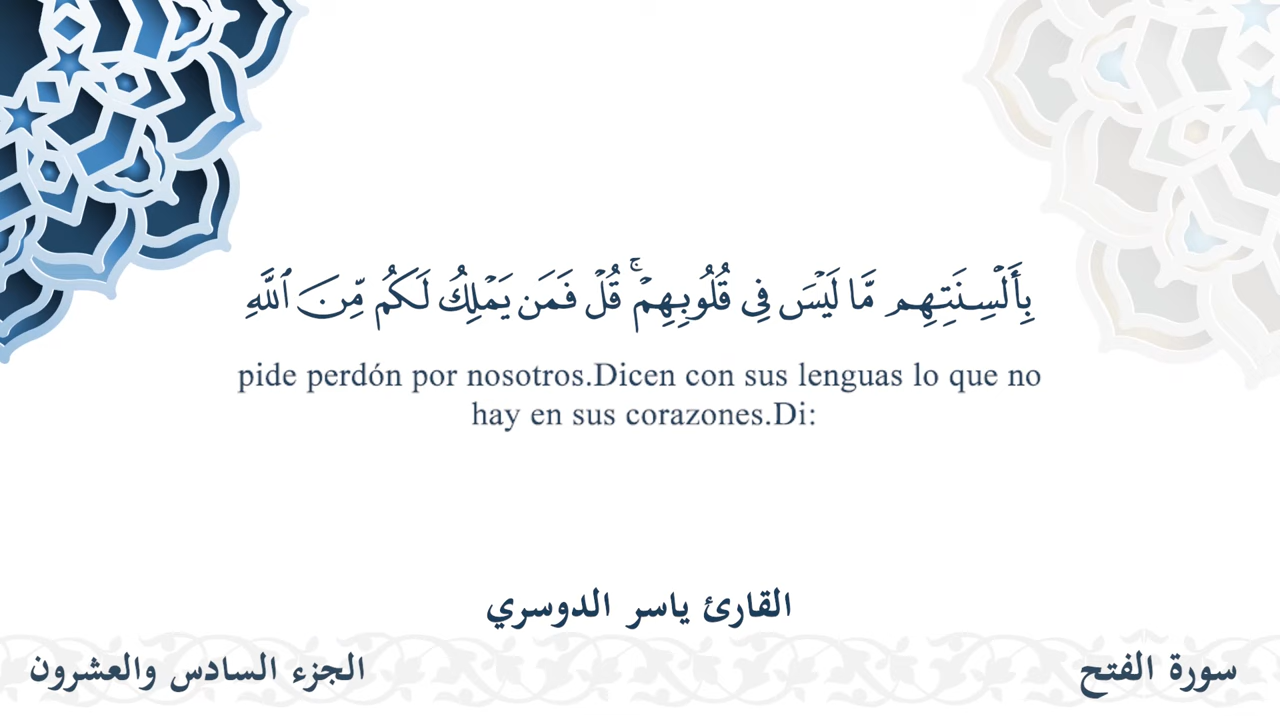 بِأَلْسِنَتِهِم مَّا لَيْسَ فِى قُلُوبِهِمْ ۚ قُلْ فَمَن يَمْلِكُ لَكُم مِّنَ ٱللَّهِ
pide perdón por nosotros.Dicen con sus lenguas lo que no
hay en sus corazones.Di:
القارئ ياسر الدوسري
سورة الفتح
الجزء السادس والعشرون